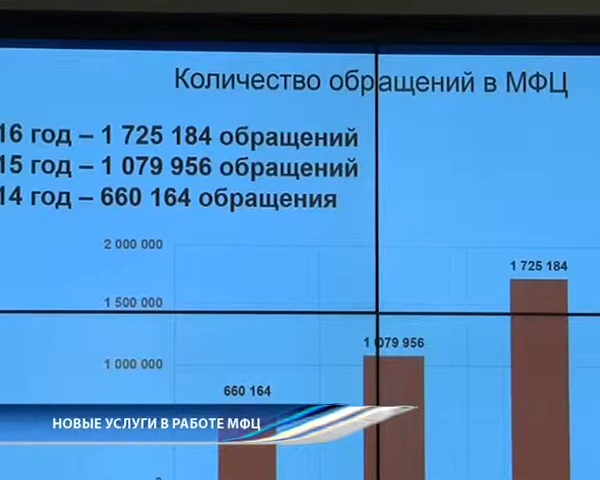 Количество обращений в МФЦ
16 год – 1 725 184 обращений
15 год – 1 079 956 обращений
14 год – 660 164 обращения
2 000 000
1 725 184
1 500 000
1 079 956
1 000 000
660 164
НОВЫЕ УСЛУГИ В РАБОТЕ МФЦ